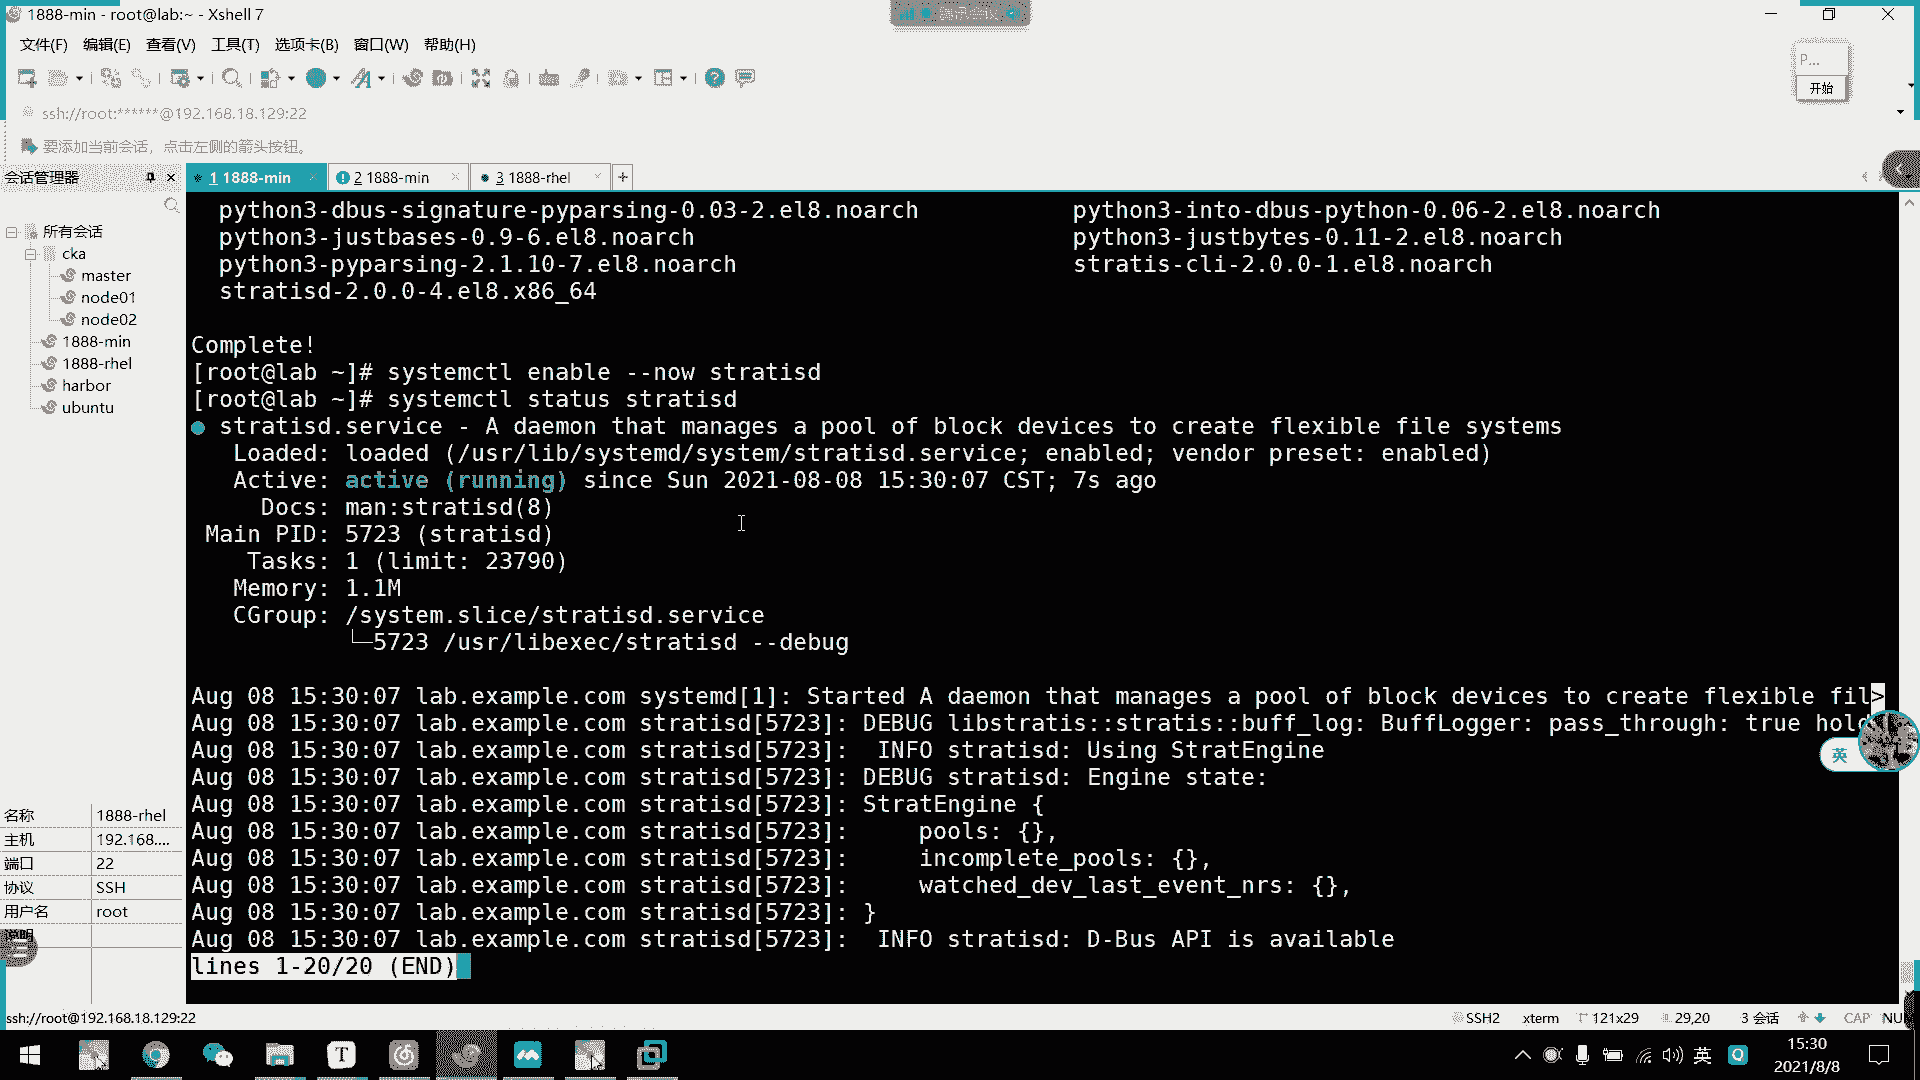 1888-min - root@lab:~ - Xshell 7
文件(F) 编辑(E) 查看(V) 工具(T) 选项卡(B) 窗口(W) 帮助(H)
P...
开始
ssh://root:******@192.168.18.129:22
要添加当前会话，点击左侧的箭头按钮。
会话管理器
1 1888-min
2 1888-min
3 1888-rhel
所有会话
cka
master
node01
node02
1888-min
1888-rhel
harbor
ubuntu
python3-dbus-signature-pyparsing-0.03-2.el8.noarch python3-into-dbus-python-0.06-2.el8.noarch
python3-justbases-0.9-6.el8.noarch python3-justbytes-0.11-2.el8.noarch
python3-pyparsing-2.1.10-7.el8.noarch stratis-cli-2.0.0-1.el8.noarch
stratisd-2.0.0-4.el8.x86_64
Complete!
[root@lab ~]# systemctl enable --now stratisd
[root@lab ~]# systemctl status stratisd
● stratisd.service - A daemon that manages a pool of block devices to create flexible file systems
Loaded: loaded (/usr/lib/systemd/system/stratisd.service; enabled; vendor preset: enabled)
Active: active (running) since Sun 2021-08-08 15:30:07 CST; 7s ago
Docs: man:stratisd(8)
Main PID: 5723 (stratisd)
Tasks: 1 (limit: 23790)
Memory: 1.1M
CGroup: /system.slice/stratisd.service
└─5723 /usr/libexec/stratisd --debug
Aug 08 15:30:07 lab.example.com systemd[1]: Started A daemon that manages a pool of block devices to create flexible fil>
Aug 08 15:30:07 lab.example.com stratisd[5723]: DEBUG libstratis::stratis::buff_log: BuffLogger: pass_through: true hold
Aug 08 15:30:07 lab.example.com stratisd[5723]:  INFO stratisd: Using StratEngine
Aug 08 15:30:07 lab.example.com stratisd[5723]: DEBUG stratisd: Engine state:
Aug 08 15:30:07 lab.example.com stratisd[5723]: StratEngine {
Aug 08 15:30:07 lab.example.com stratisd[5723]:     pools: {},
Aug 08 15:30:07 lab.example.com stratisd[5723]:     incomplete_pools: {},
Aug 08 15:30:07 lab.example.com stratisd[5723]:     watched_dev_last_event_nrs: {},
Aug 08 15:30:07 lab.example.com stratisd[5723]: }
Aug 08 15:30:07 lab.example.com stratisd[5723]:  INFO stratisd: D-Bus API is available
lines 1-20/20 (END)
英
名称 1888-rhel
主机 192.168....
端口 22
协议 SSH
用户名 root
说明
ssh://root@192.168.18.129:22
SSH2 xterm 121x29 29,20 3 会话 CAP NU
英
15:30
2021/8/8